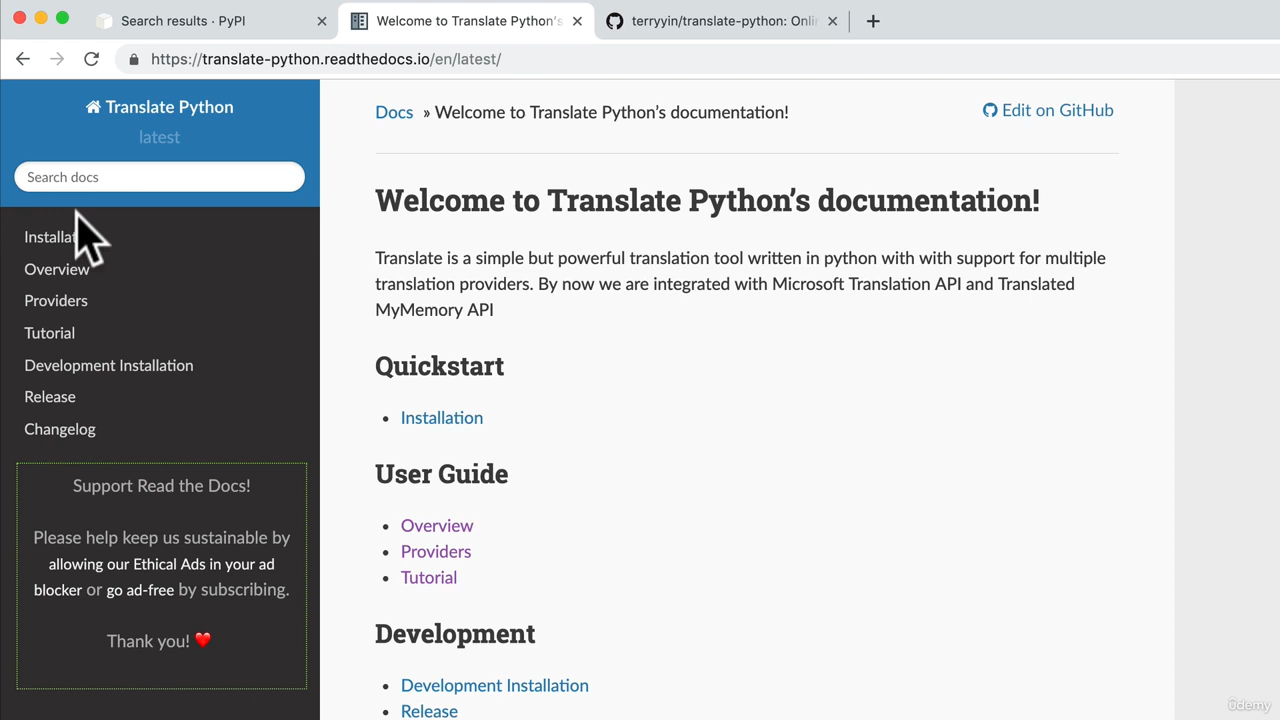 Search results · PyPI
Welcome to Translate Python's
terryyin/translate-python: Onli
https://translate-python.readthedocs.io/en/latest/
Translate Python
latest
Search docs
Overview
Providers
Tutorial
Development Installation
Release
Changelog
Support Read the Docs!
Please help keep us sustainable by
allowing our Ethical Ads in your ad
blocker or go ad-free by subscribing.
Thank you!
Docs » Welcome to Translate Python's documentation!
Edit on GitHub
Welcome to Translate Python's documentation!
Translate is a simple but powerful translation tool written in python with with support for multiple
translation providers. By now we are integrated with Microsoft Translation API and Translated
MyMemory API
Quickstart
Installation
User Guide
Overview
Providers
Tutorial
Development
Development Installation
Release
ûdemy